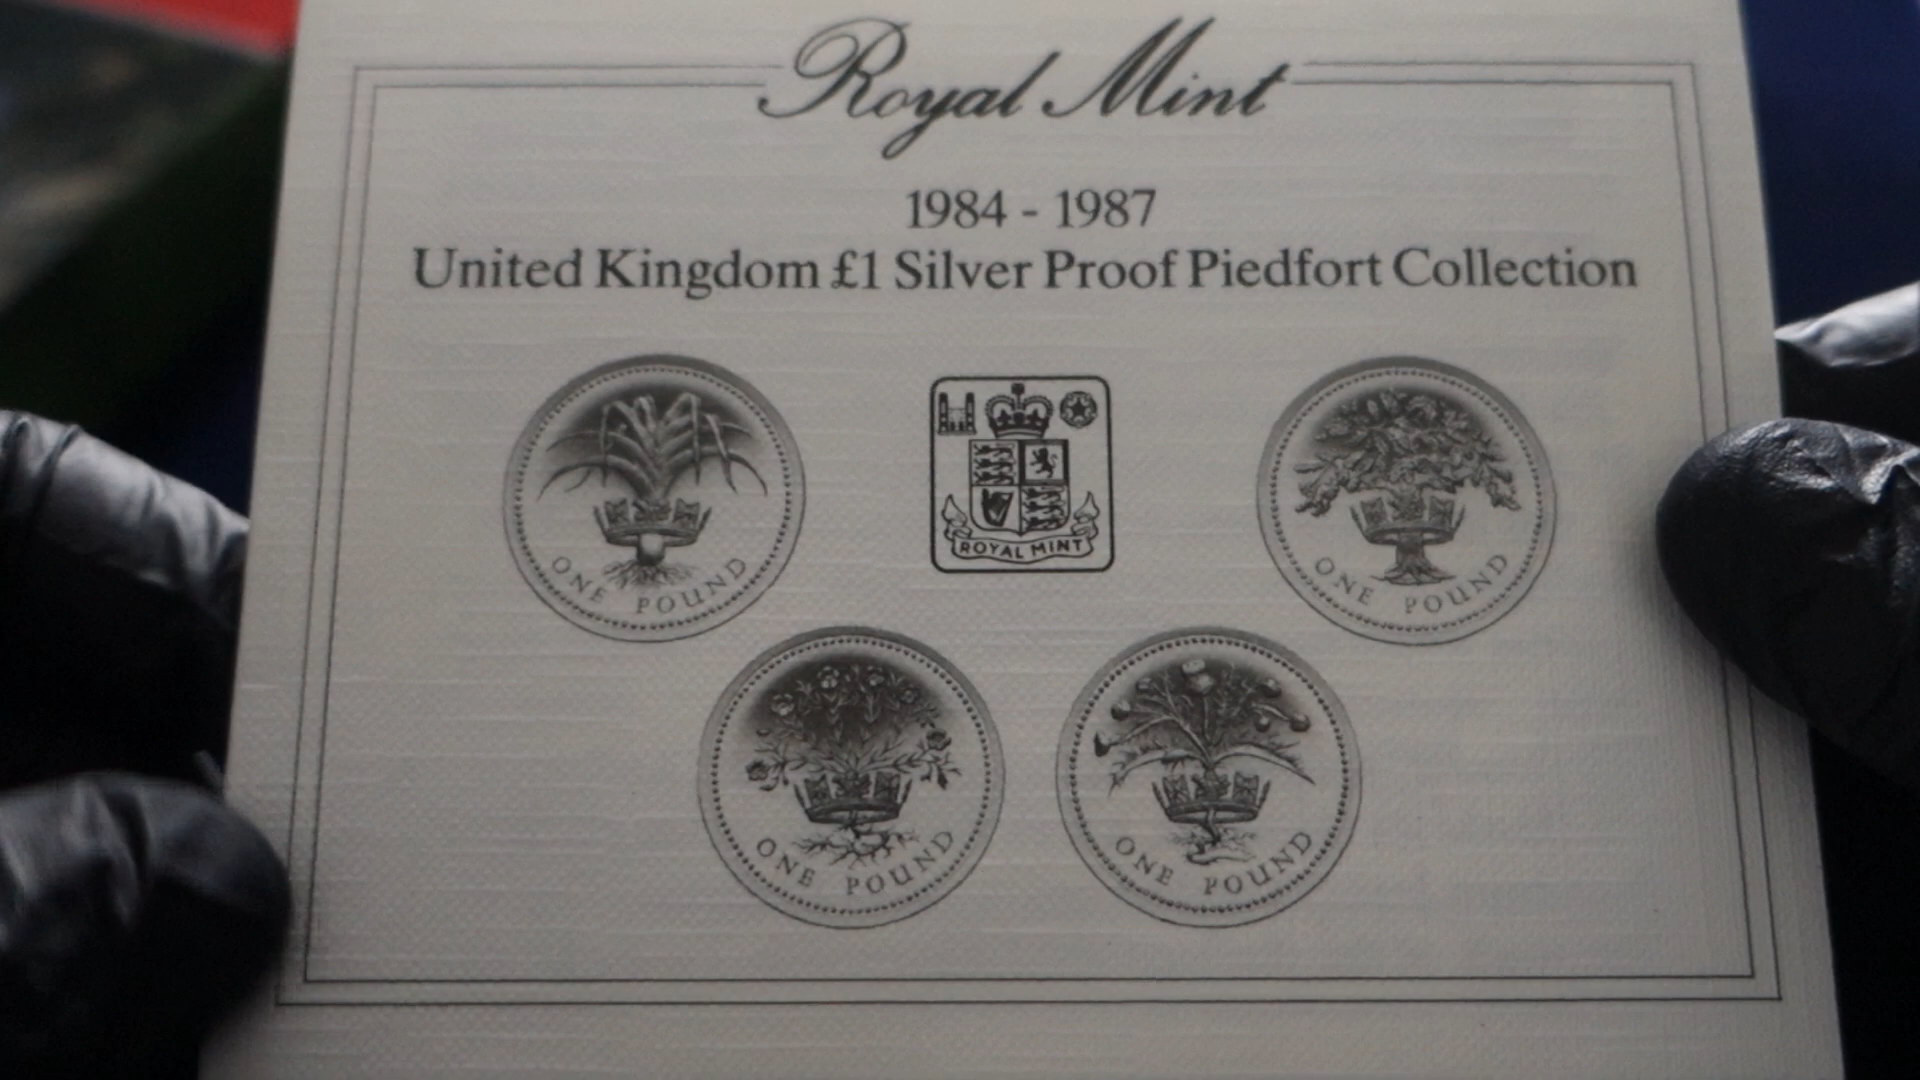 Royal Mint
1984 - 1987
United Kingdom £1 Silver Proof Piedfort Collection
ROYAL MINT
ONE POUND
ONE POUND
ONE POUND
ONE POUND